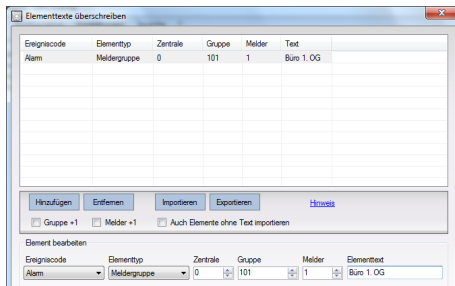 Elementtexte überschreiben
Ereigniscode Elementtyp Zentrale Gruppe Melder Text
Alarm Meldergruppe 0 101 1 Büro 1. OG
Hinzufügen Entfernen Importieren Exportieren Hinweis
Gruppe +1 Melder +1 Auch Elemente ohne Text importieren
Element bearbeiten
Ereigniscode Elementtyp Zentrale Gruppe Melder Elementtext
Alarm Meldergruppe 0 101 1 Büro 1. OG